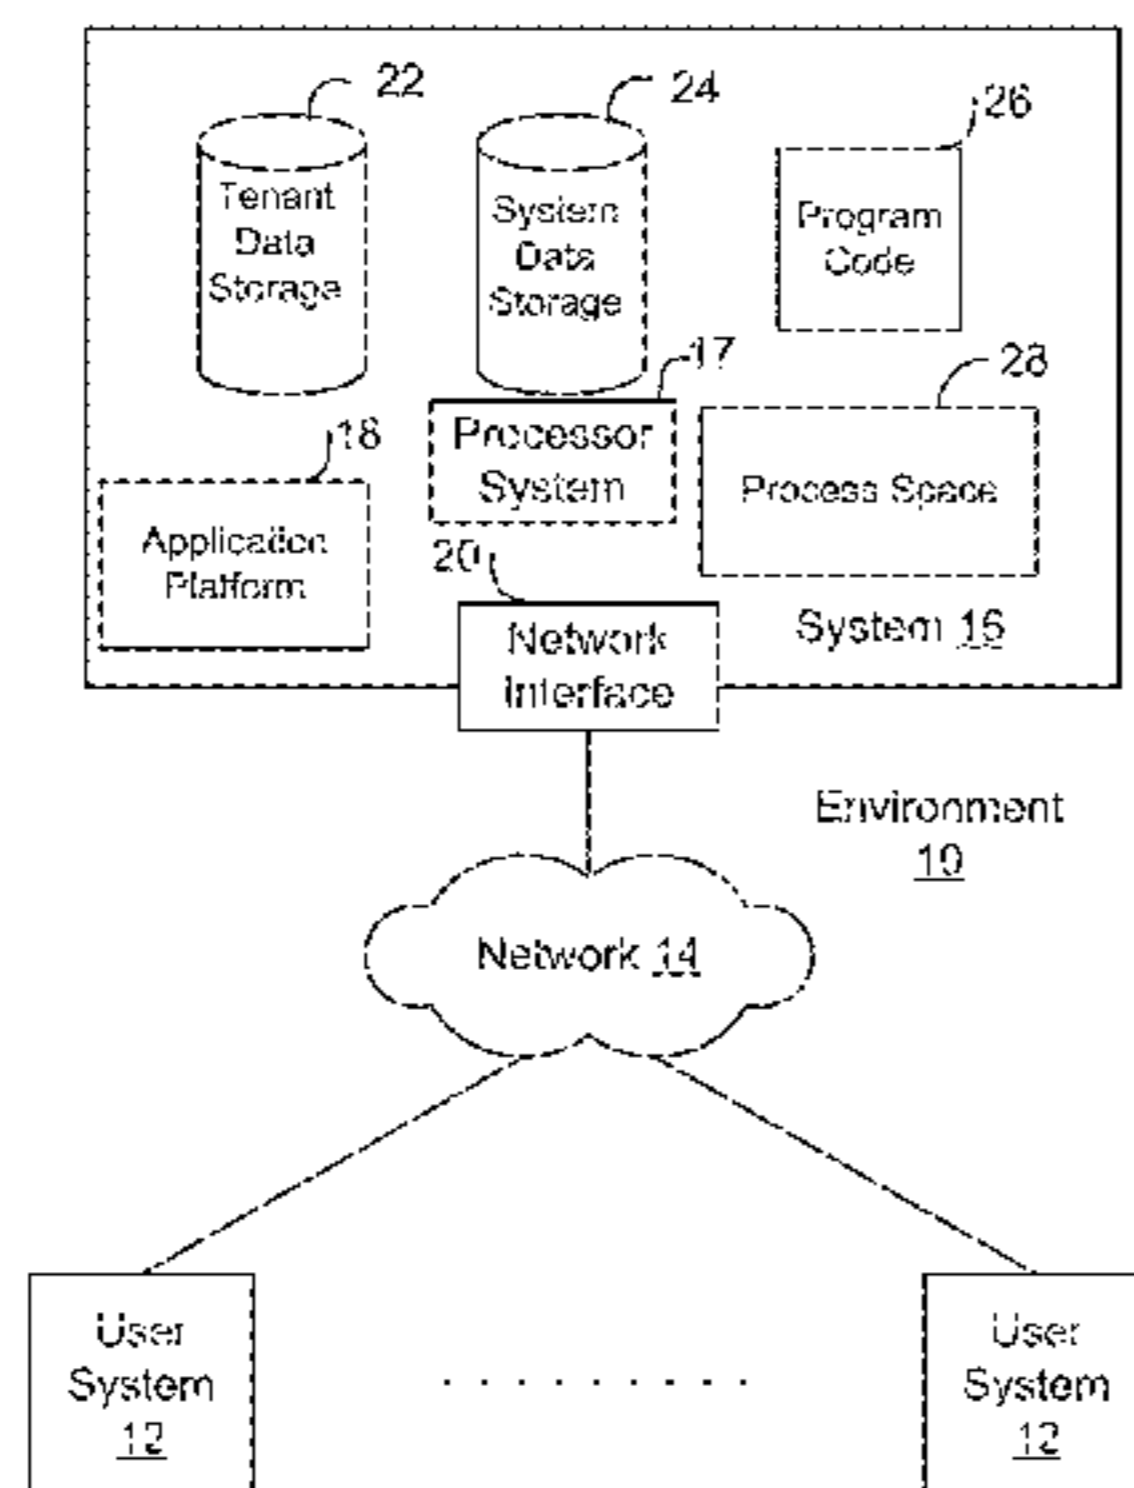 22
24
26
Tenant
Data
Storage
System
Data
Storage
Program
Code
17
28
18
Processor
System
Process Space
Application
Platform
20
Network
Interface
System 16
Environment
10
Network 14
User
System
12
. . . . . . . . .
User
System
12